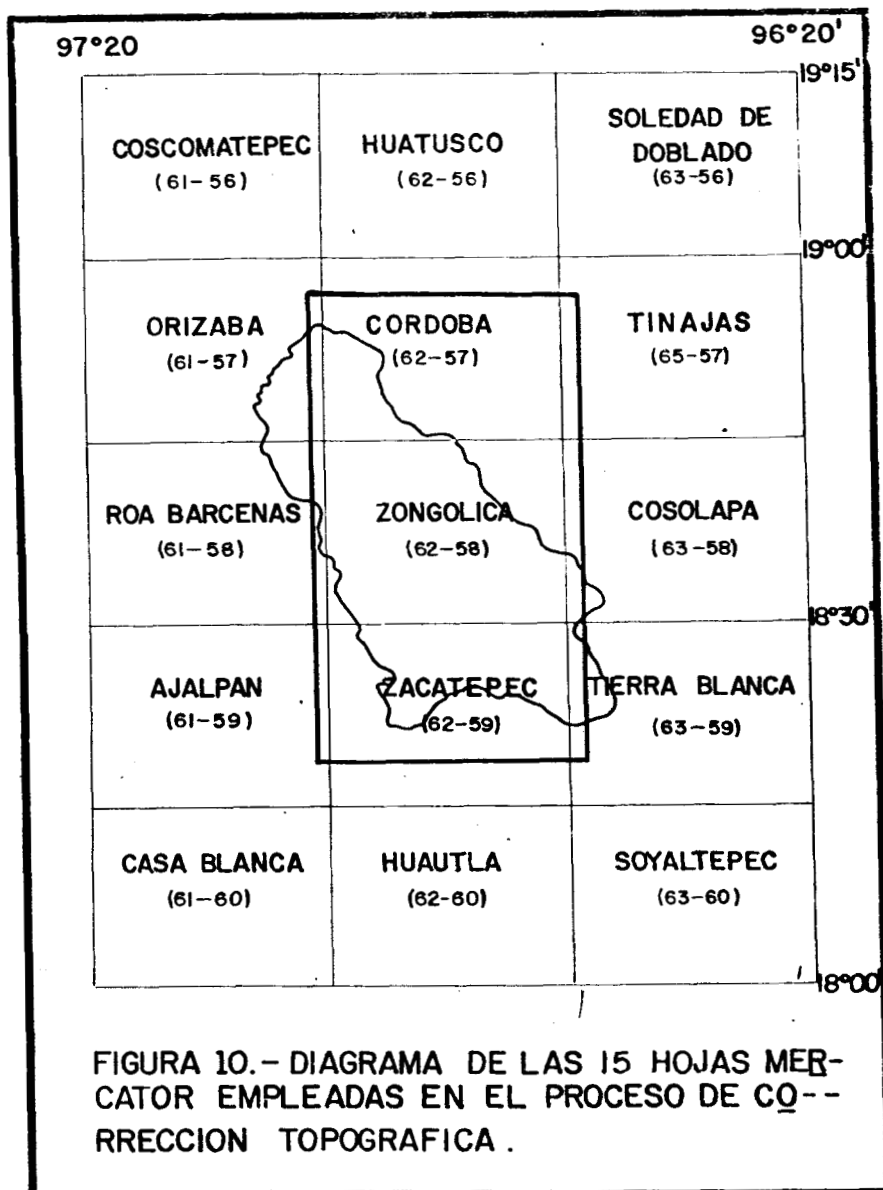 97°20
96°20'
19°15'
COSCOMATEPEC
(61-56)
HUATUSCO
(62-56)
SOLEDAD DE
DOBLADO
(63-56)
19°00'
ORIZABA
(61-57)
CORDOBA
(62-57)
TINAJAS
(65-57)
ROA BARCENAS
(61-58)
ZONGOLICA
(62-58)
COSOLAPA
(63-58)
18°30'
AJALPAN
(61-59)
ZACATEPEC
(62-59)
TIERRA BLANCA
(63-59)
CASA BLANCA
(61-60)
HUAUTLA
(62-60)
SOYALTEPEC
(63-60)
18°00'
FIGURA 10.- DIAGRAMA DE LAS 15 HOJAS MER-
CATOR EMPLEADAS EN EL PROCESO DE CO--
RRECCION TOPOGRAFICA.